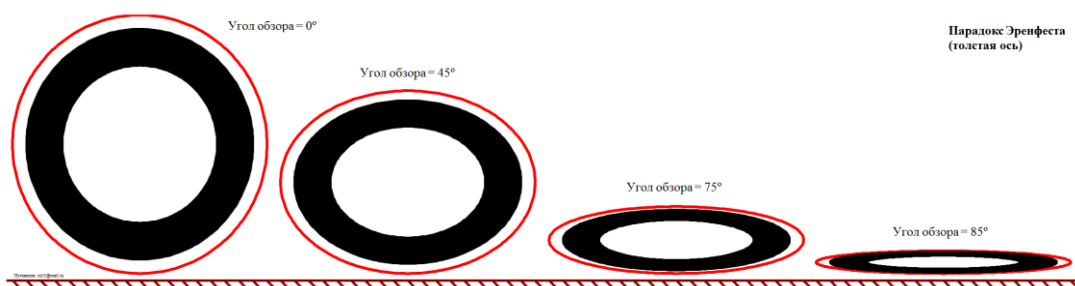 Угол обзора = 0º
Парадокс Эренфеста
(толстая ось)
Угол обзора = 45º
Угол обзора = 75º
Угол обзора = 85º